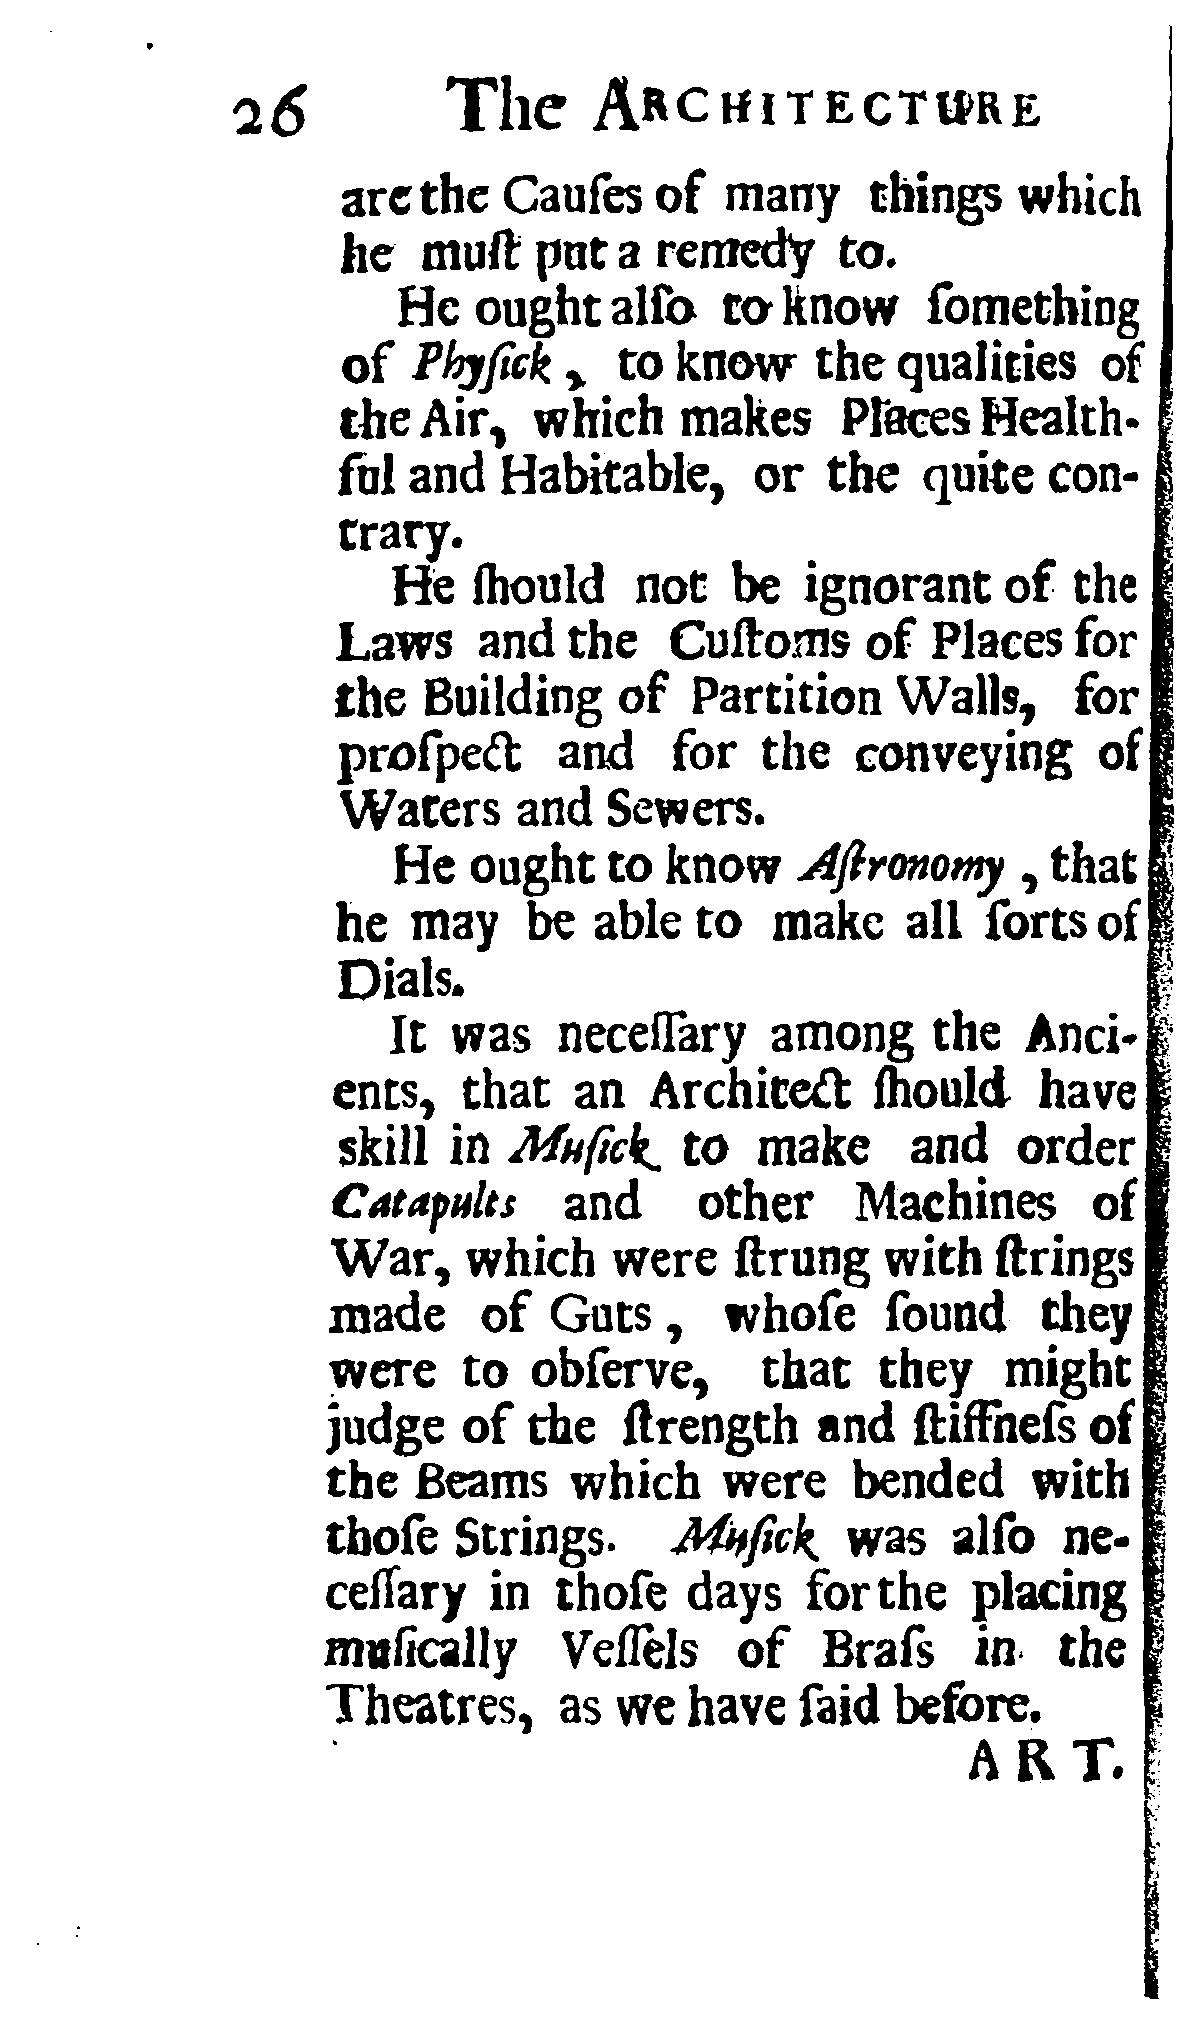 26 The ARCHITECTURE
are the Cauſes of many things which
he muſt put a remedy to.
He ought alſo to know ſomething
of Phyſick, to know the qualities of
the Air, which makes Places Health-
ful and Habitable, or the quite con-
trary.
He ſhould not be ignorant of the
Laws and the Cuſtoms of Places for
the Building of Partition Walls, for
proſpect and for the conveying of
Waters and Sewers.
He ought to know Aſtronomy, that
he may be able to make all ſorts of
Dials.
It was neceſſary among the Anci-
ents, that an Architect ſhould have
skill in Muſick to make and order
Catapults and other Machines of
War, which were ſtrung with ſtrings
made of Guts, whoſe ſound they
were to obſerve, that they might
judge of the ſtrength and ſtiffneſs of
the Beams which were bended with
thoſe Strings. Muſick was alſo ne-
ceſſary in thoſe days for the placing
muſically Veſſels of Braſs in the
Theatres, as we have ſaid before.
ART.